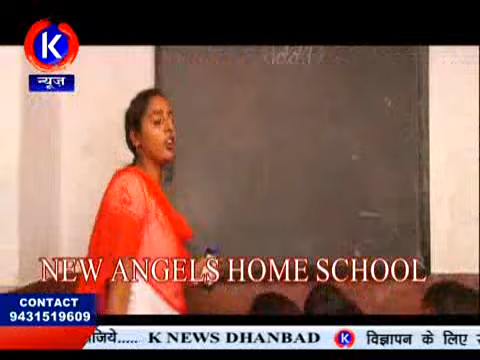 K
न्यूज़
NEW ANGELS HOME SCHOOL
CONTACT
9431519609
जिये..... K NEWS DHANBAD K विज्ञापन के लिए